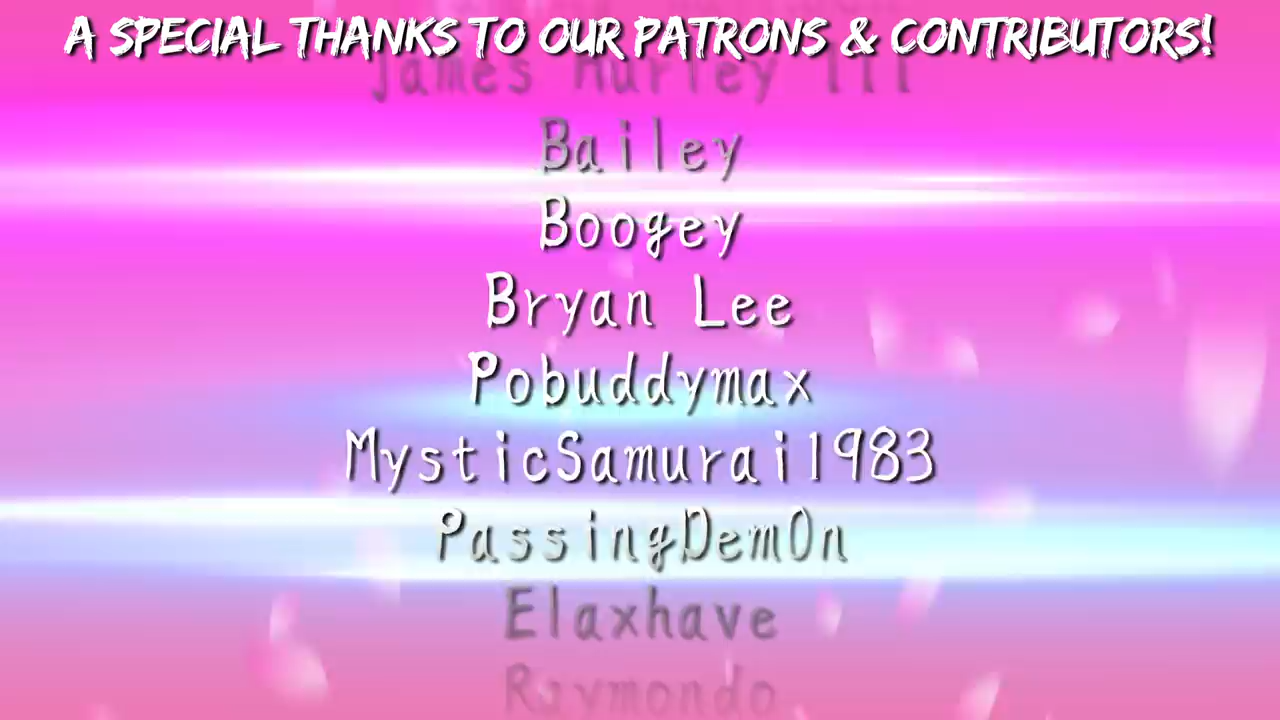 A SPECIAL THANKS TO OUR PATRONS & CONTRIBUTORS!
James Hurley III
Bailey
Boogey
Bryan Lee
Pobuddymax
MysticSamurai1983
PassingDem0n
Elaxhave
Raymondo